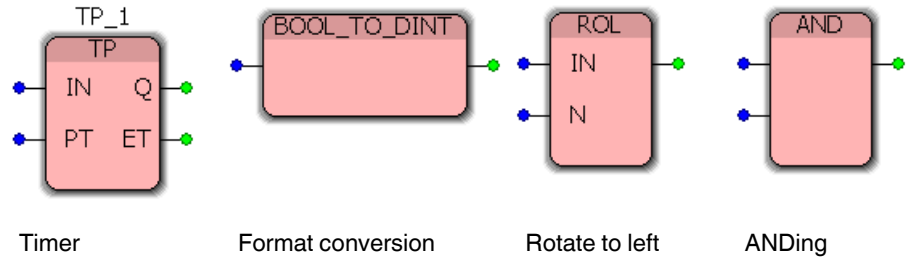 TP_1
TP
IN Q
PT ET
BOOL_TO_DINT
ROL
IN
N
AND
Timer
Format conversion
Rotate to left
ANDing